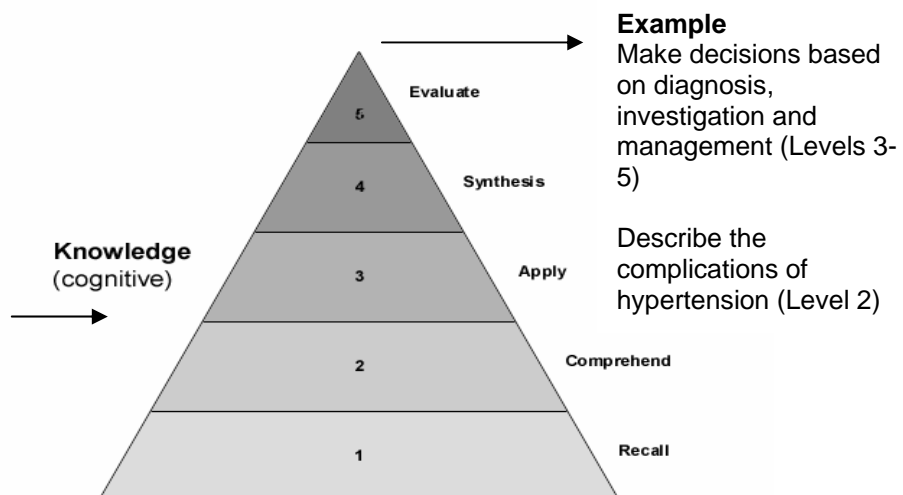 Example
Make decisions based
on diagnosis,
investigation and
management (Levels 3-
5)
Describe the
complications of
hypertension (Level 2)
Knowledge
(cognitive)
5
Evaluate
4
Synthesis
3
Apply
2
Comprehend
1
Recall